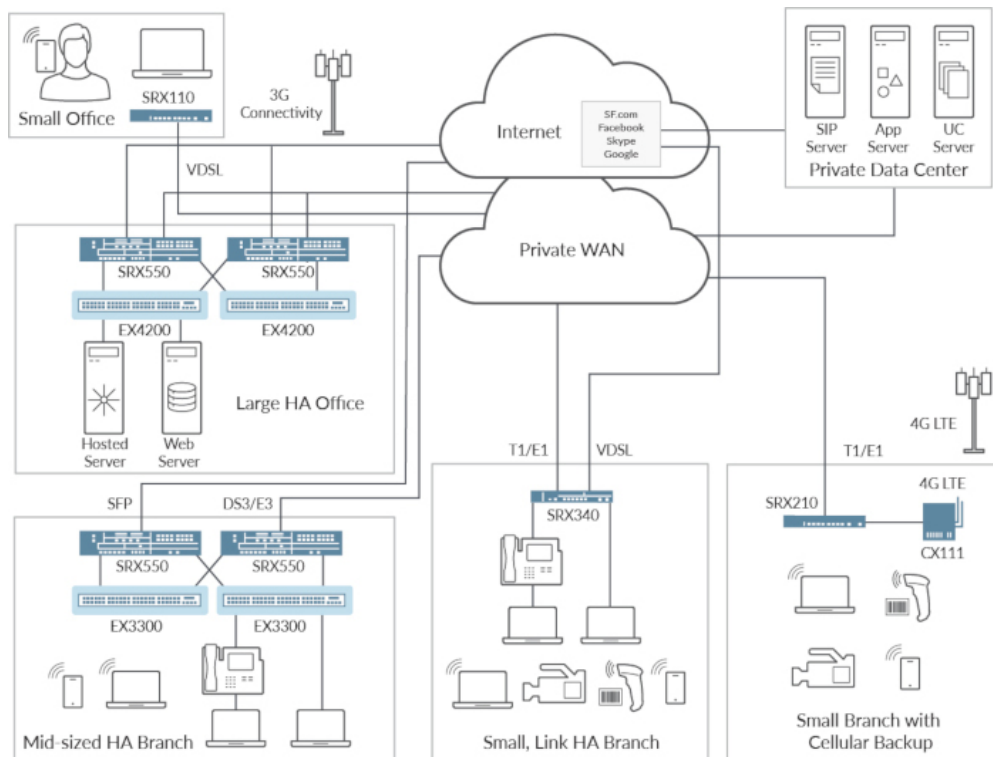 SRX110
Small Office
3G
Connectivity
VDSL
Internet
SF.com
Facebook
Skype
Google
SIP
Server
App
Server
UC
Server
Private Data Center
Private WAN
SRX550
SRX550
EX4200
EX4200
Hosted
Server
Web
Server
Large HA Office
SFP
DS3/E3
SRX550
SRX550
EX3300
EX3300
Mid-sized HA Branch
T1/E1
VDSL
SRX340
Small, Link HA Branch
4G LTE
T1/E1
4G LTE
SRX210
CX111
Small Branch with
Cellular Backup